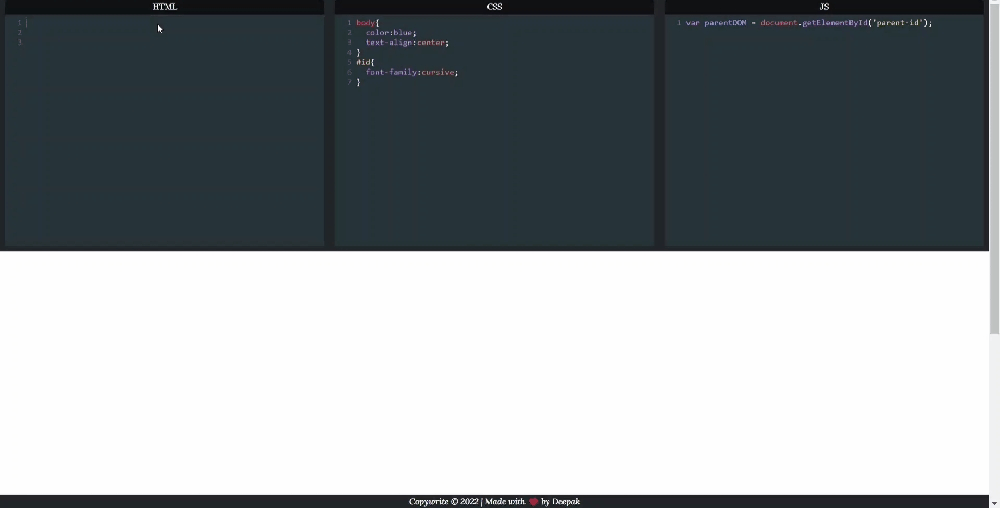 HTML
1
2
3
CSS
1 body{
2 color:blue;
3 text-align:center;
4 }
5 #id{
6 font-family:cursive;
7 }
JS
1 var parentDOM = document.getElementById('parent-id');
Copywrite © 2022 | Made with ❤ by Deepak